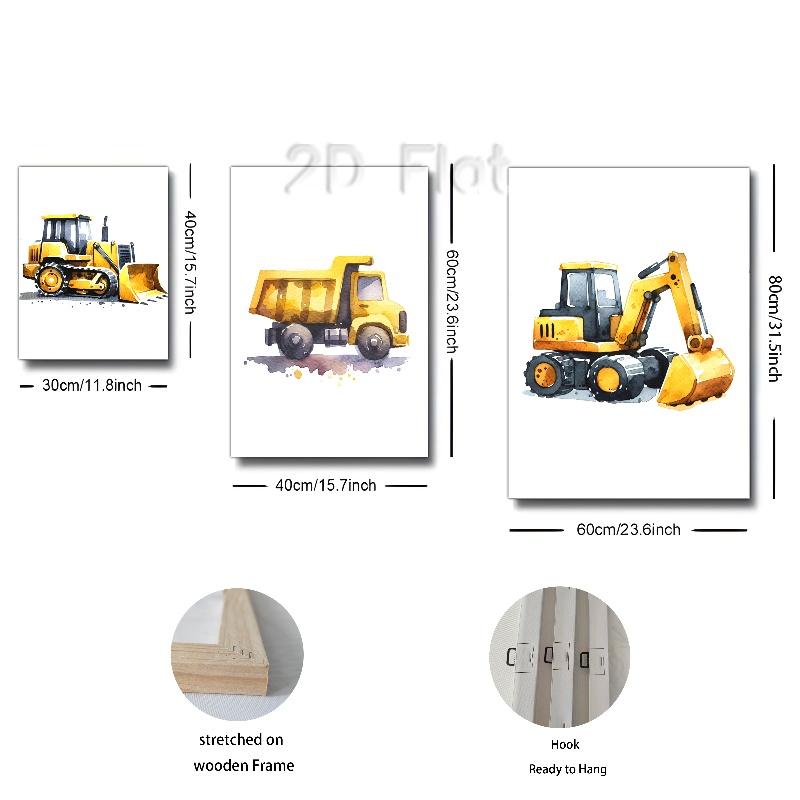 2D Flat
40cm/15.7inch
30cm/11.8inch
60cm/23.6inch
40cm/15.7inch
80cm/31.5inch
60cm/23.6inch
stretched on
wooden Frame
Hook
Ready to Hang